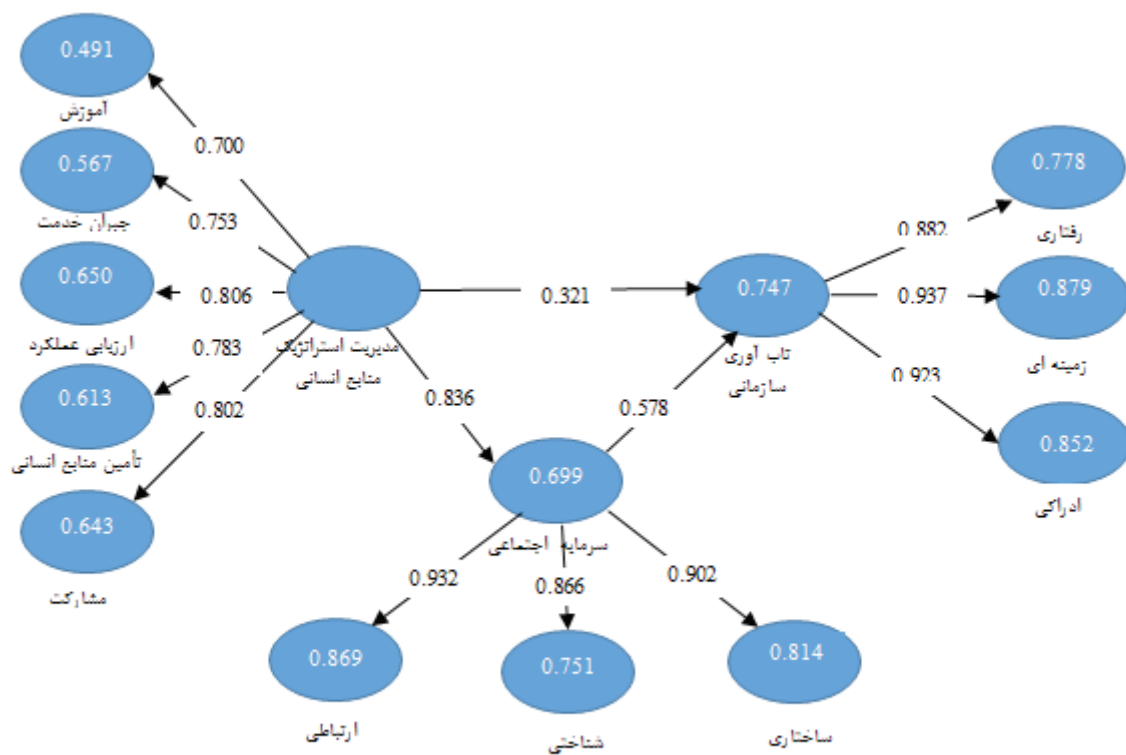 0.491
آموزش
0.700
0.567
جبران خدمت
0.753
0.650
ارزیابی عملکرد
0.806
0.613
تأمین منابع انسانی
0.783
0.643
مشارکت
0.802
مدیریت استراتژیک
منابع انسانی
0.321
0.836
0.747
تاب آوری
سازمانی
0.578
0.699
سرمایه اجتماعی
0.932
0.866
0.902
0.869
ارتباطی
0.751
شناختی
0.814
ساختاری
0.882
0.778
رفتاری
0.937
0.879
زمینه ای
0.923
0.852
ادراکی